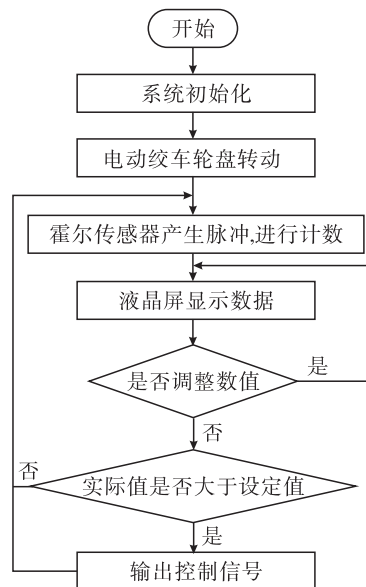 开始
系统初始化
电动绞车轮盘转动
霍尔传感器产生脉冲,进行计数
液晶屏显示数据
是否调整数值
是
否
实际值是否大于设定值
否
是
输出控制信号